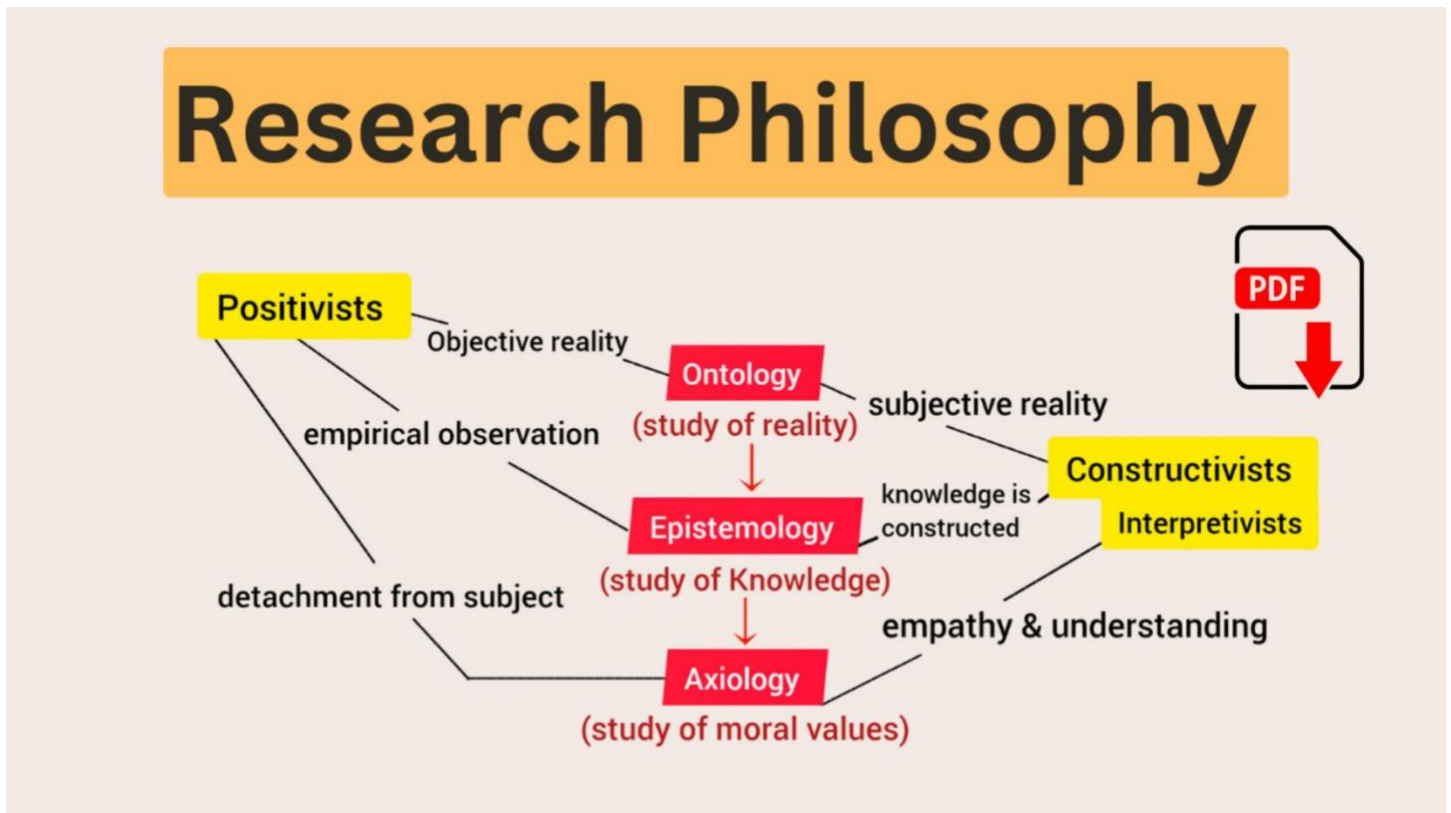 Research Philosophy
PDF
Positivists
Objective reality
Ontology
(study of reality)
subjective reality
empirical observation
Constructivists
Interpretivists
knowledge is
constructed
Epistemology
(study of Knowledge)
detachment from subject
empathy & understanding
Axiology
(study of moral values)